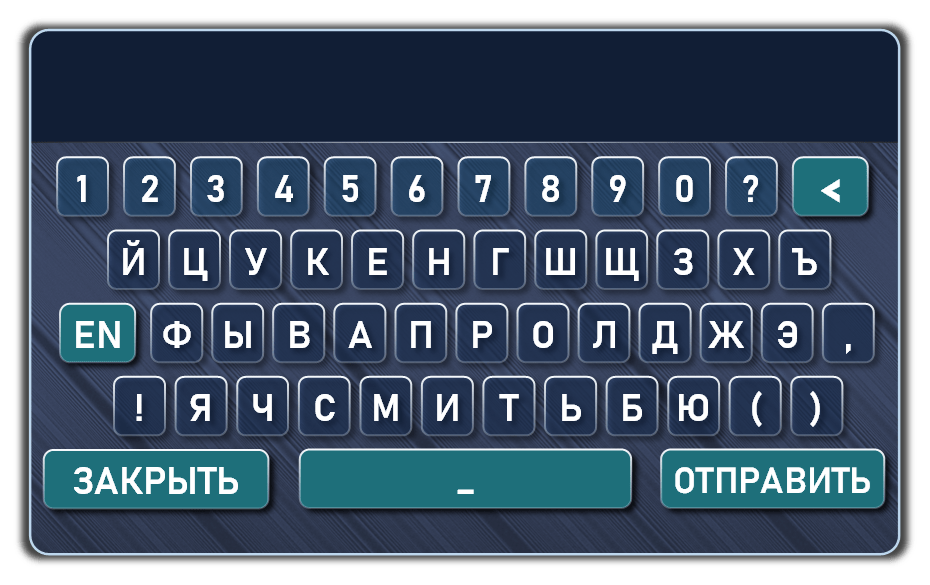 1 2 3 4 5 6 7 8 9 0 ? <
Й Ц У К Е Н Г Ш Щ З Х Ъ
EN Ф Ы В А П Р О Л Д Ж Э ,
! Я Ч С М И Т Ь Б Ю ( )
ЗАКРЫТЬ _ ОТПРАВИТЬ